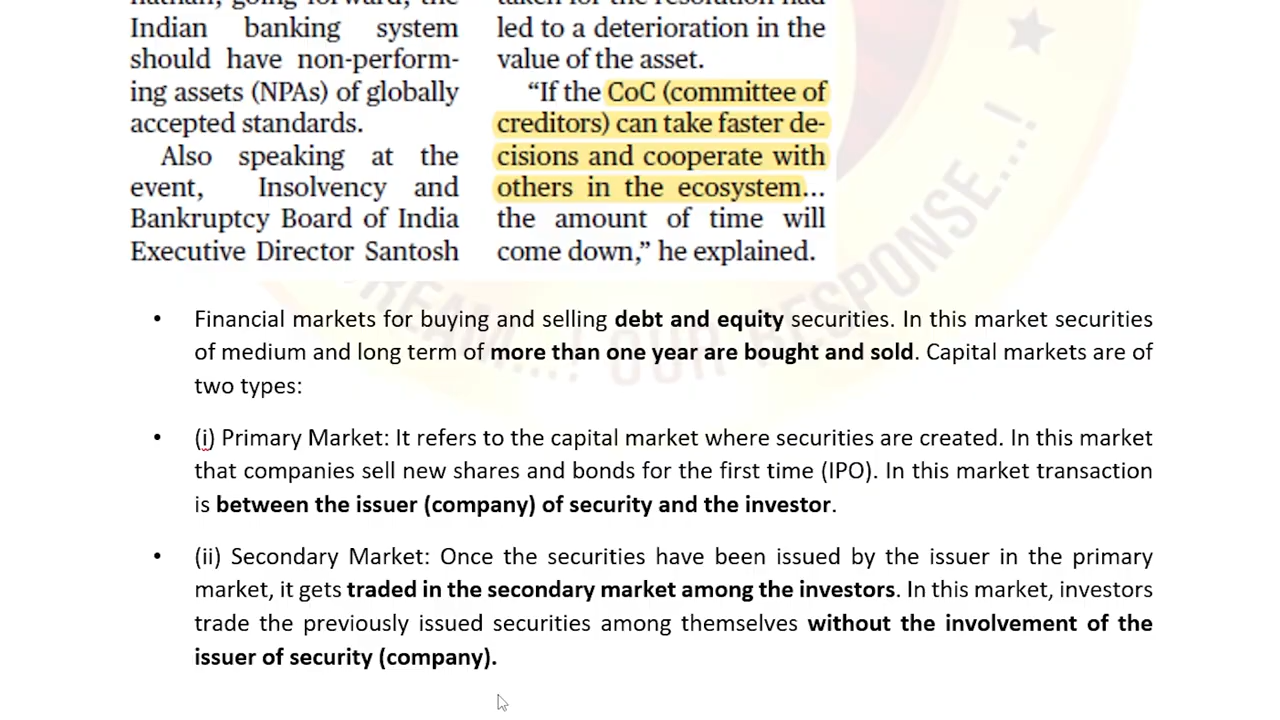 Indian banking system
should have non-perform-
ing assets (NPAs) of globally
accepted standards.
Also speaking at the
event, Insolvency and
Bankruptcy Board of India
Executive Director Santosh
led to a deterioration in the
value of the asset.
“If the CoC (committee of
creditors) can take faster de-
cisions and cooperate with
others in the ecosystem...
the amount of time will
come down,” he explained.
• Financial markets for buying and selling debt and equity securities. In this market securities
of medium and long term of more than one year are bought and sold. Capital markets are of
two types:
• (i) Primary Market: It refers to the capital market where securities are created. In this market
that companies sell new shares and bonds for the first time (IPO). In this market transaction
is between the issuer (company) of security and the investor.
• (ii) Secondary Market: Once the securities have been issued by the issuer in the primary
market, it gets traded in the secondary market among the investors. In this market, investors
trade the previously issued securities among themselves without the involvement of the
issuer of security (company).
OUR RESPONSE...!